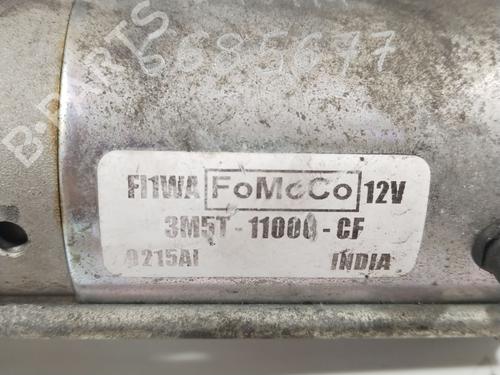 6685677
B-PARTS
FI1WA FoMoCo 12V
3M5T - 11000 - CF
0215AI INDIA